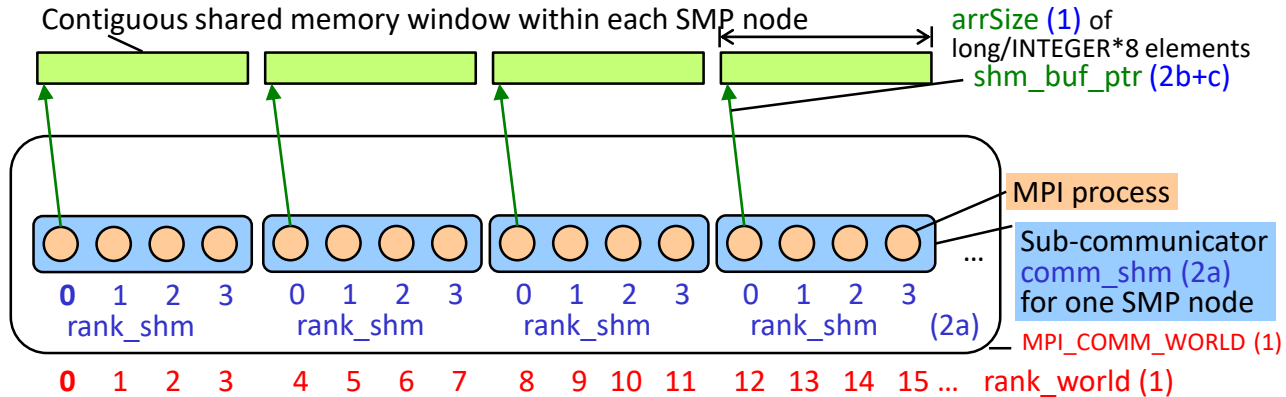 Contiguous shared memory window within each SMP node
arrSize (1) of
long/INTEGER*8 elements
shm_buf_ptr (2b+c)
MPI process
Sub-communicator
comm_shm (2a)
for one SMP node
...
0 1 2 3 0 1 2 3 0 1 2 3 0 1 2 3
rank_shm rank_shm rank_shm rank_shm (2a)
MPI_COMM_WORLD (1)
0 1 2 3 4 5 6 7 8 9 10 11 12 13 14 15 ... rank_world (1)